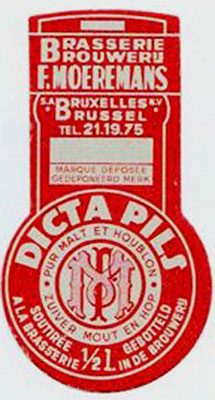 BRASSERIE
BROUWERIJ
F. MOEREMANS
S.A. BRUXELLES N.V
BRUSSEL
TEL. 21.19.75
MARQUE DEPOSÉE
GEDEPONEERD MERK
DICTA PILS
· PUR MALT ET HOUBLON ·
ZUIVER MOUT EN HOP
SOUTIRÉE
A LA BRASSERIE
½ L.
GEBOTTELD
IN DE BROUWERIJ